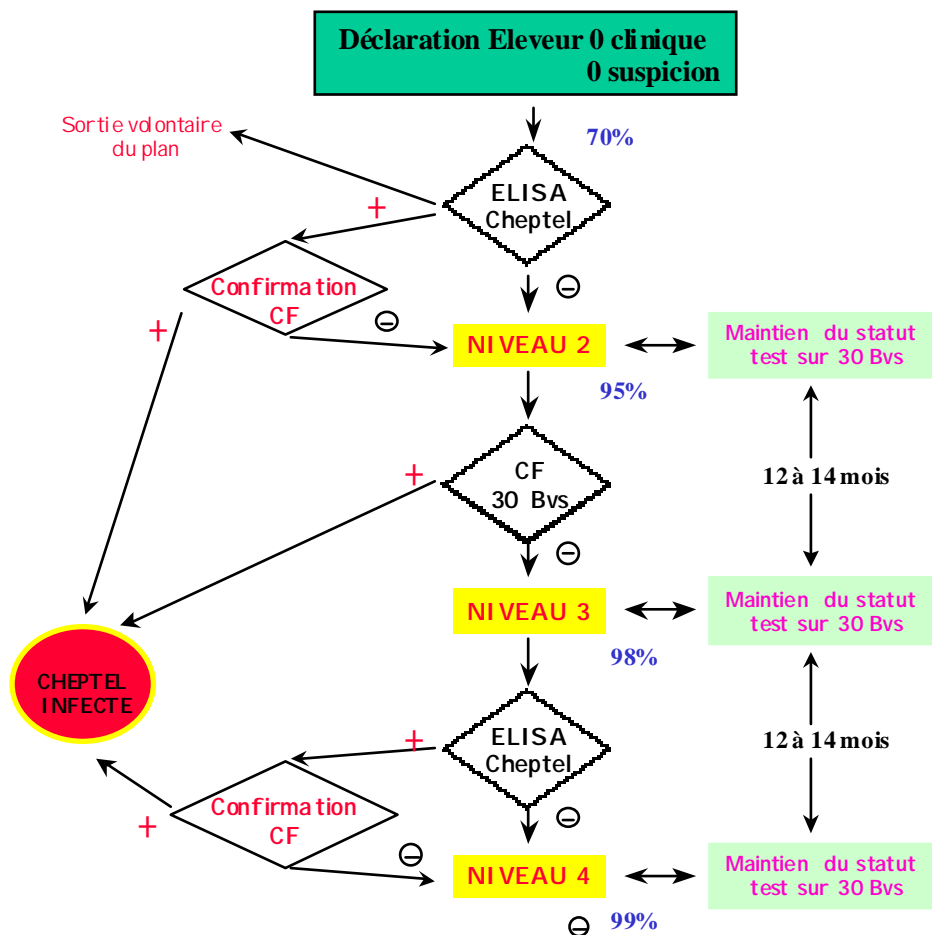 Déclaration Eleveur 0 clinique
0 suspicion
Sortie volontaire
du plan
70%
ELISA
Cheptel
+
Confirmation
CF
+
⊖
⊖
NIVEAU 2
Maintien du statut
test sur 30 Bvs
95%
CF
30 Bvs
+
12 à 14 mois
⊖
NIVEAU 3
Maintien du statut
test sur 30 Bvs
98%
CHEPTEL
INFECTE
ELISA
Cheptel
+
12 à 14 mois
Confirmation
CF
+
⊖
⊖
NIVEAU 4
Maintien du statut
test sur 30 Bvs
⊖ 99%